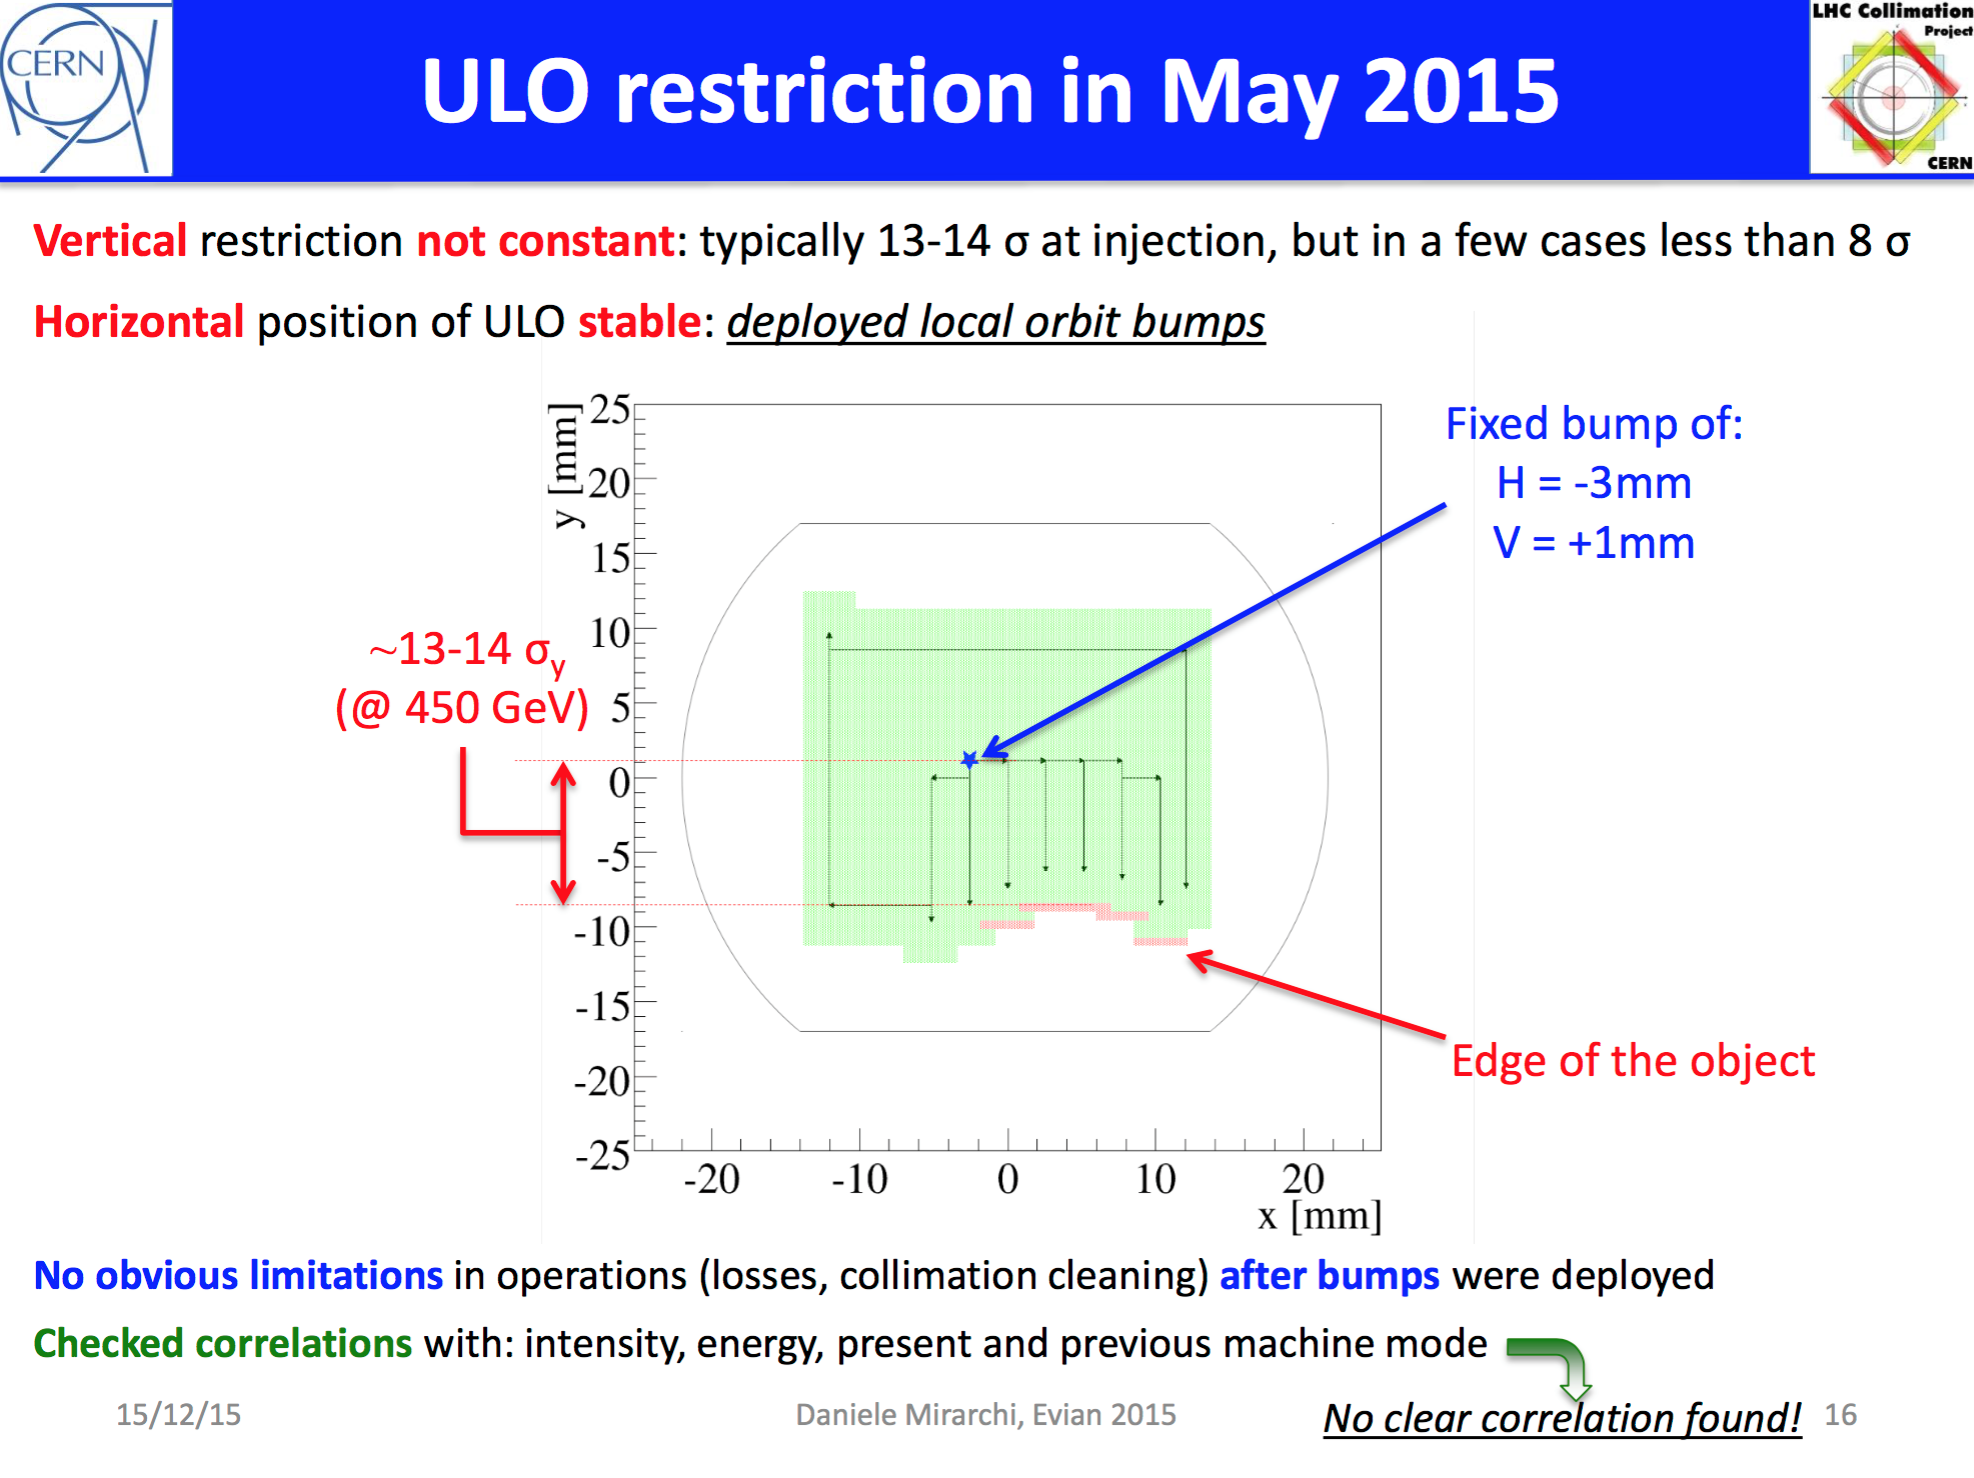 CERN
ULO restriction in May 2015
LHC Collimation
Project
CERN
Vertical restriction not constant: typically 13-14 σ at injection, but in a few cases less than 8 σ
Horizontal position of ULO stable: deployed local orbit bumps
y [mm]
25
20
15
10
5
0
-5
-10
-15
-20
-25
-20
-10
0
10
20
x [mm]
~13-14 σy
(@ 450 GeV)
Fixed bump of:
H = -3mm
V = +1mm
Edge of the object
No obvious limitations in operations (losses, collimation cleaning) after bumps were deployed
Checked correlations with: intensity, energy, present and previous machine mode
No clear correlation found!
15/12/15
Daniele Mirarchi, Evian 2015
16